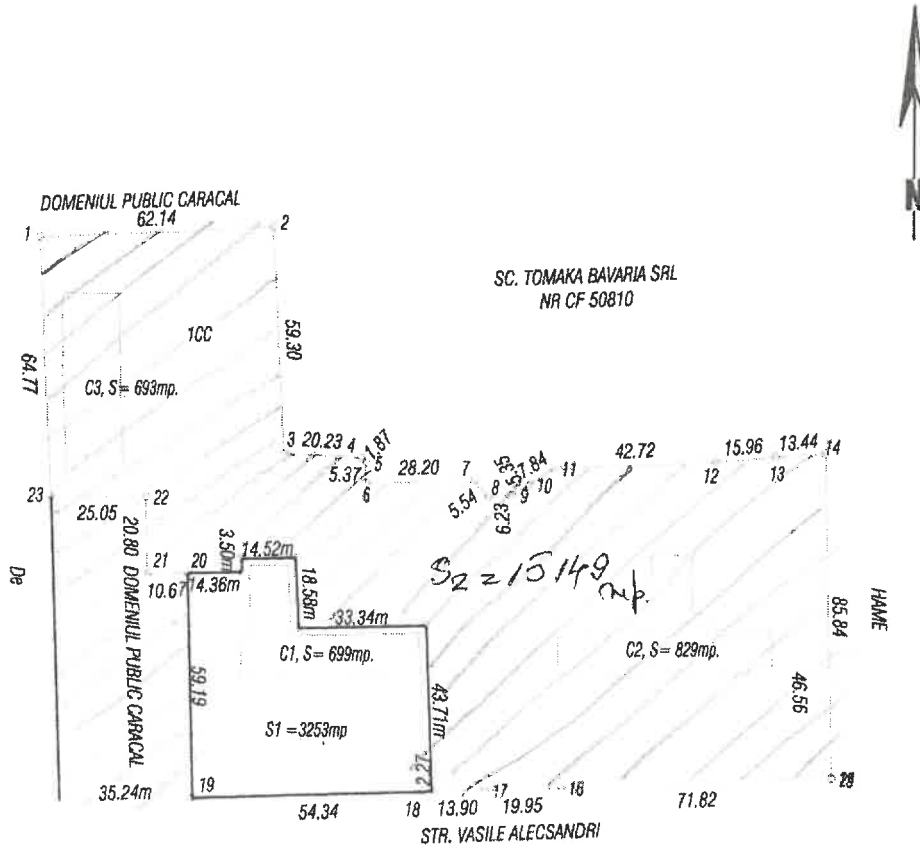 N
DOMENIUL PUBLIC CARACAL
62.14
1
2
SC. TOMAKA BAVARIA SRL
NR CF 50810
1CC
59.30
64.77
C3, S= 693mp.
3 20.23 4 1.87
5
5.37
6
28.20
7
5.54
8
9
10
7.84
11
42.72
12
15.96
13
13.44
14
23
25.05
22
20.80 DOMENIUL PUBLIC CARACAL
21
20
3.50m
14.52m
10.67
14.36m
18.58m
33.34m
S2 = 15149 mp.
De
HAME
85.84
46.56
C1, S= 699mp.
C2, S= 829mp.
59.19
43.71m
S1 =3253mp
2.27
19
35.24m
54.34
18
13.90
17
19.95
16
71.82
STR. VASILE ALECSANDRI